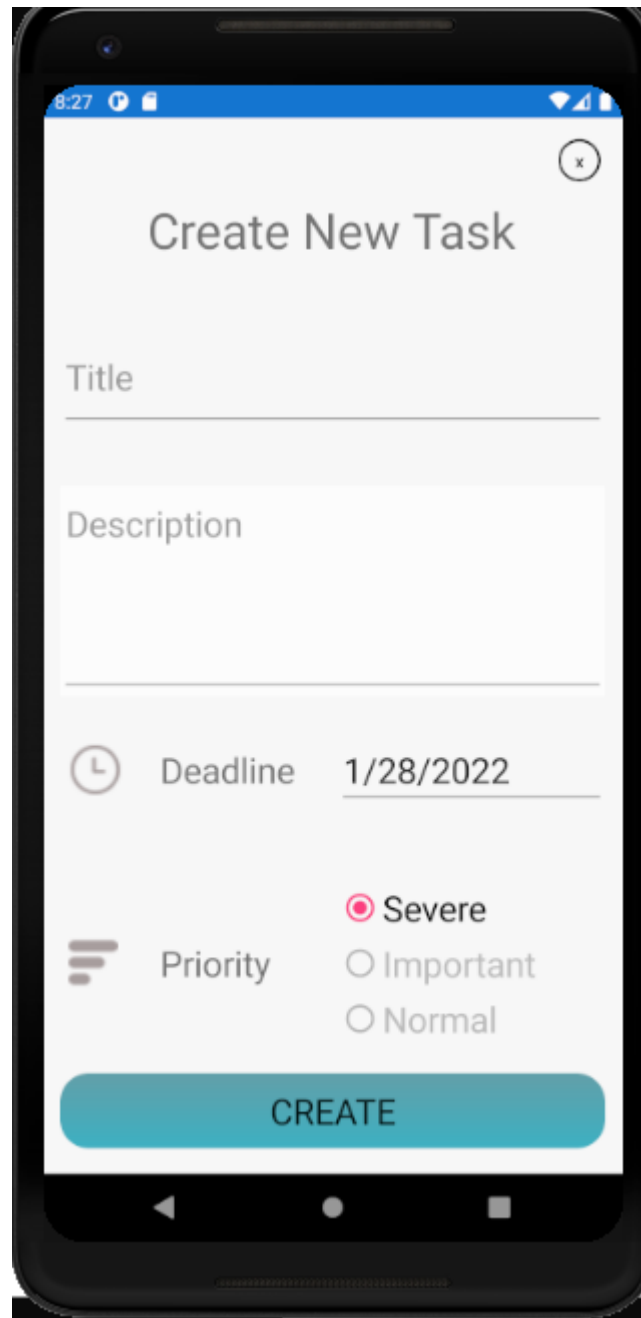 8:27
x
Create New Task
Title
Description
Deadline 1/28/2022
Severe
Priority Important
Normal
CREATE